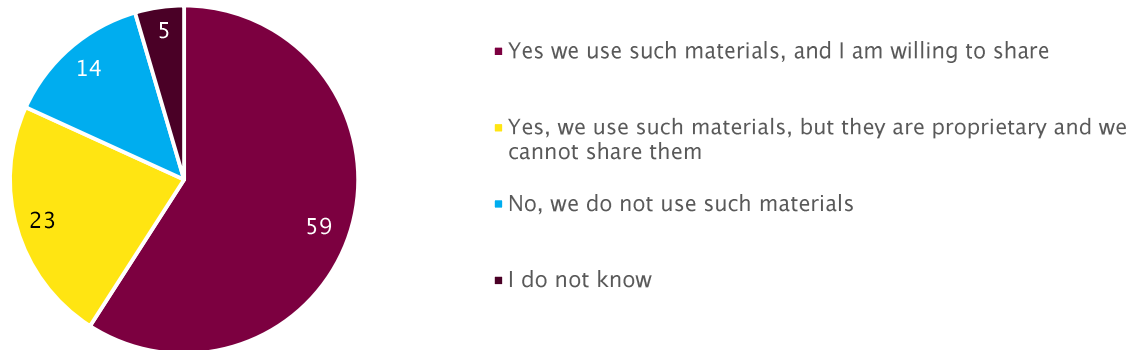 5
14
23
59
Yes we use such materials, and I am willing to share
Yes, we use such materials, but they are proprietary and we
cannot share them
No, we do not use such materials
I do not know